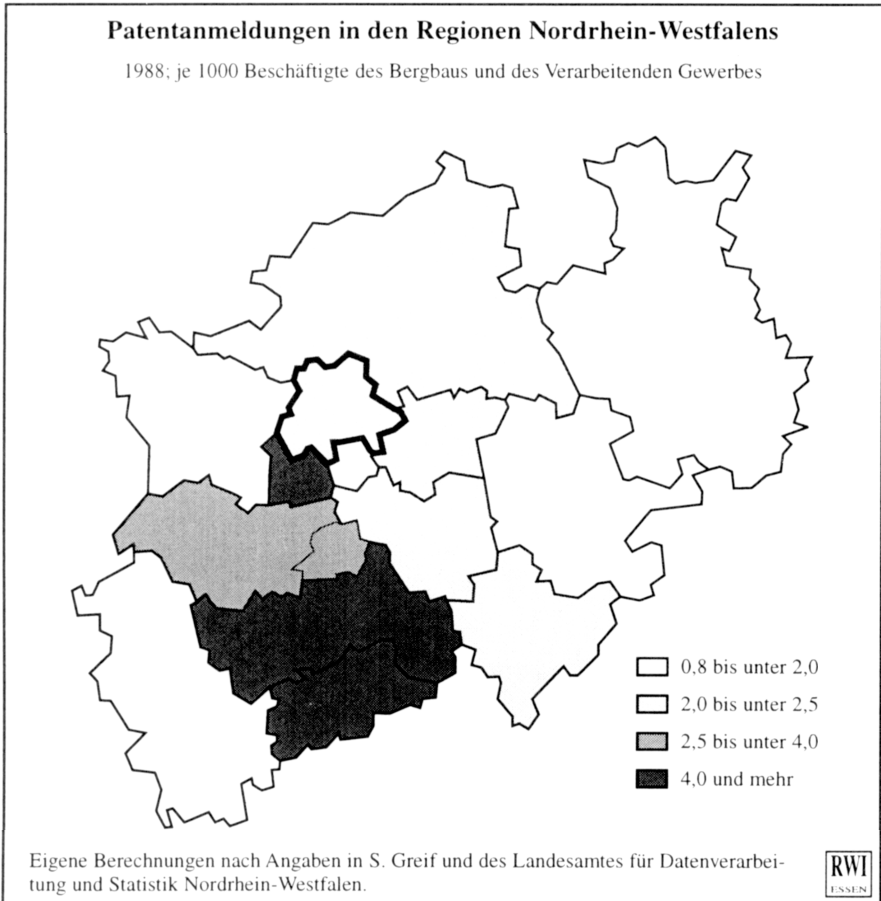 Patentanmeldungen in den Regionen Nordrhein-Westfalens
1988; je 1000 Beschäftigte des Bergbaus und des Verarbeitenden Gewerbes
0,8 bis unter 2,0
2,0 bis unter 2,5
2,5 bis unter 4,0
4,0 und mehr
Eigene Berechnungen nach Angaben in S. Greif und des Landesamtes für Datenverarbei-
tung und Statistik Nordrhein-Westfalen.
RWI
ESSEN